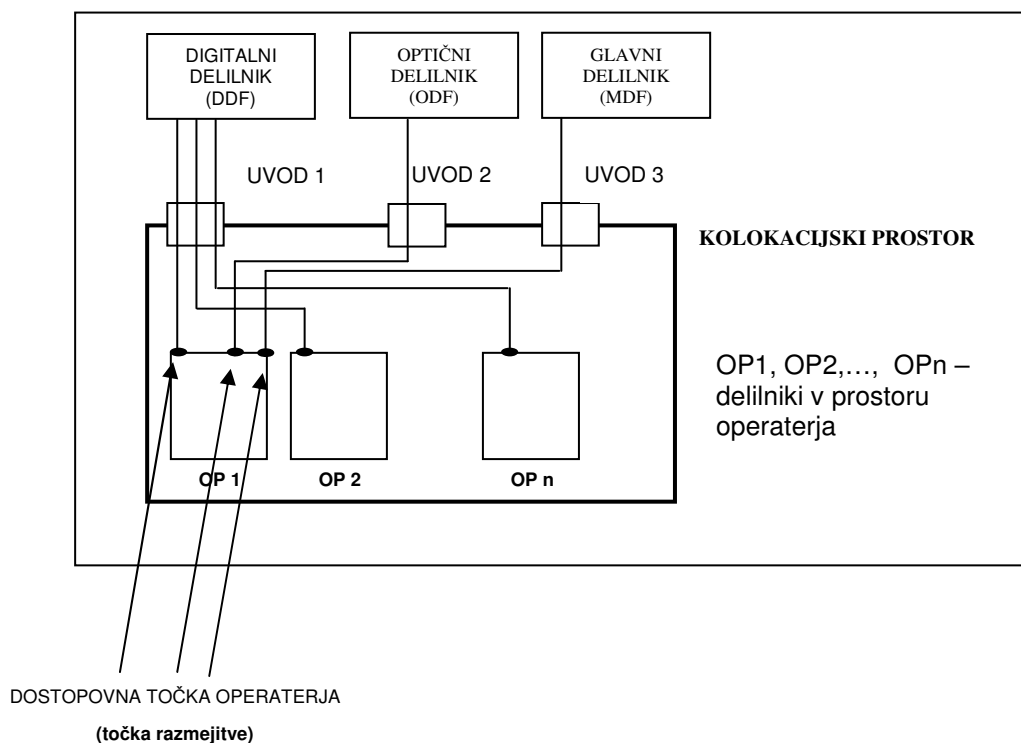 DIGITALNI
DELILNIK
(DDF)
OPTIČNI
DELILNIK
(ODF)
GLAVNI
DELILNIK
(MDF)
UVOD 1
UVOD 2
UVOD 3
KOLOKACIJSKI PROSTOR
OP1, OP2,…, OPn –
delilniki v prostoru
operaterja
OP 1
OP 2
OP n
DOSTOPOVNA TOČKA OPERATERJA
(točka razmejitve)